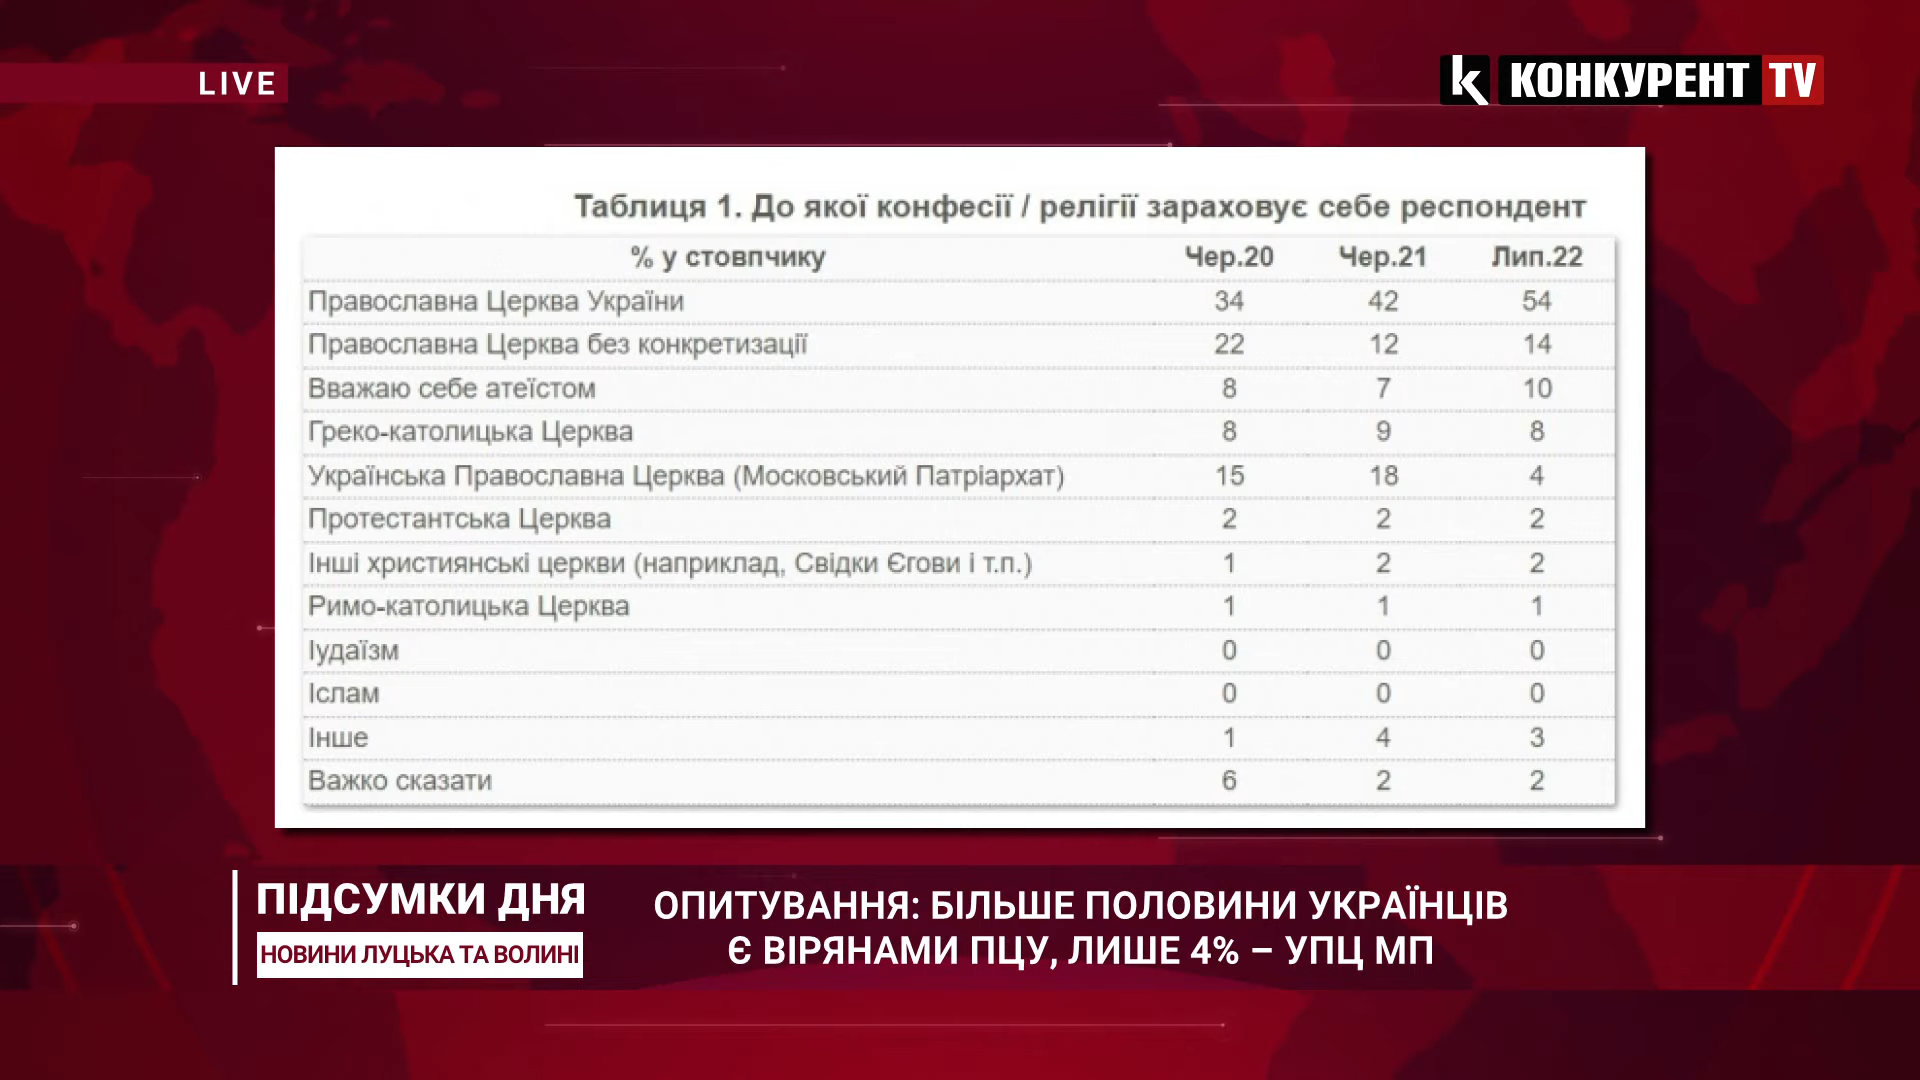 LIVE
k КОНКУРЕНТ TV
Таблиця 1. До якої конфесії / релігії зараховує себе респондент
% у стовпчику Чер.20 Чер.21 Лип.22
Православна Церква України 34 42 54
Православна Церква без конкретизації 22 12 14
Вважаю себе атеїстом 8 7 10
Греко-католицька Церква 8 9 8
Українська Православна Церква (Московський Патріархат) 15 18 4
Протестантська Церква 2 2 2
Інші християнські церкви (наприклад, Свідки Єгови і т.п.) 1 2 2
Римо-католицька Церква 1 1 1
Іудаїзм 0 0 0
Іслам 0 0 0
Інше 1 4 3
Важко сказати 6 2 2
ПІДСУМКИ ДНЯ
НОВИНИ ЛУЦЬКА ТА ВОЛИНІ
ОПИТУВАННЯ: БІЛЬШЕ ПОЛОВИНИ УКРАЇНЦІВ
Є ВІРЯНАМИ ПЦУ, ЛИШЕ 4% – УПЦ МП